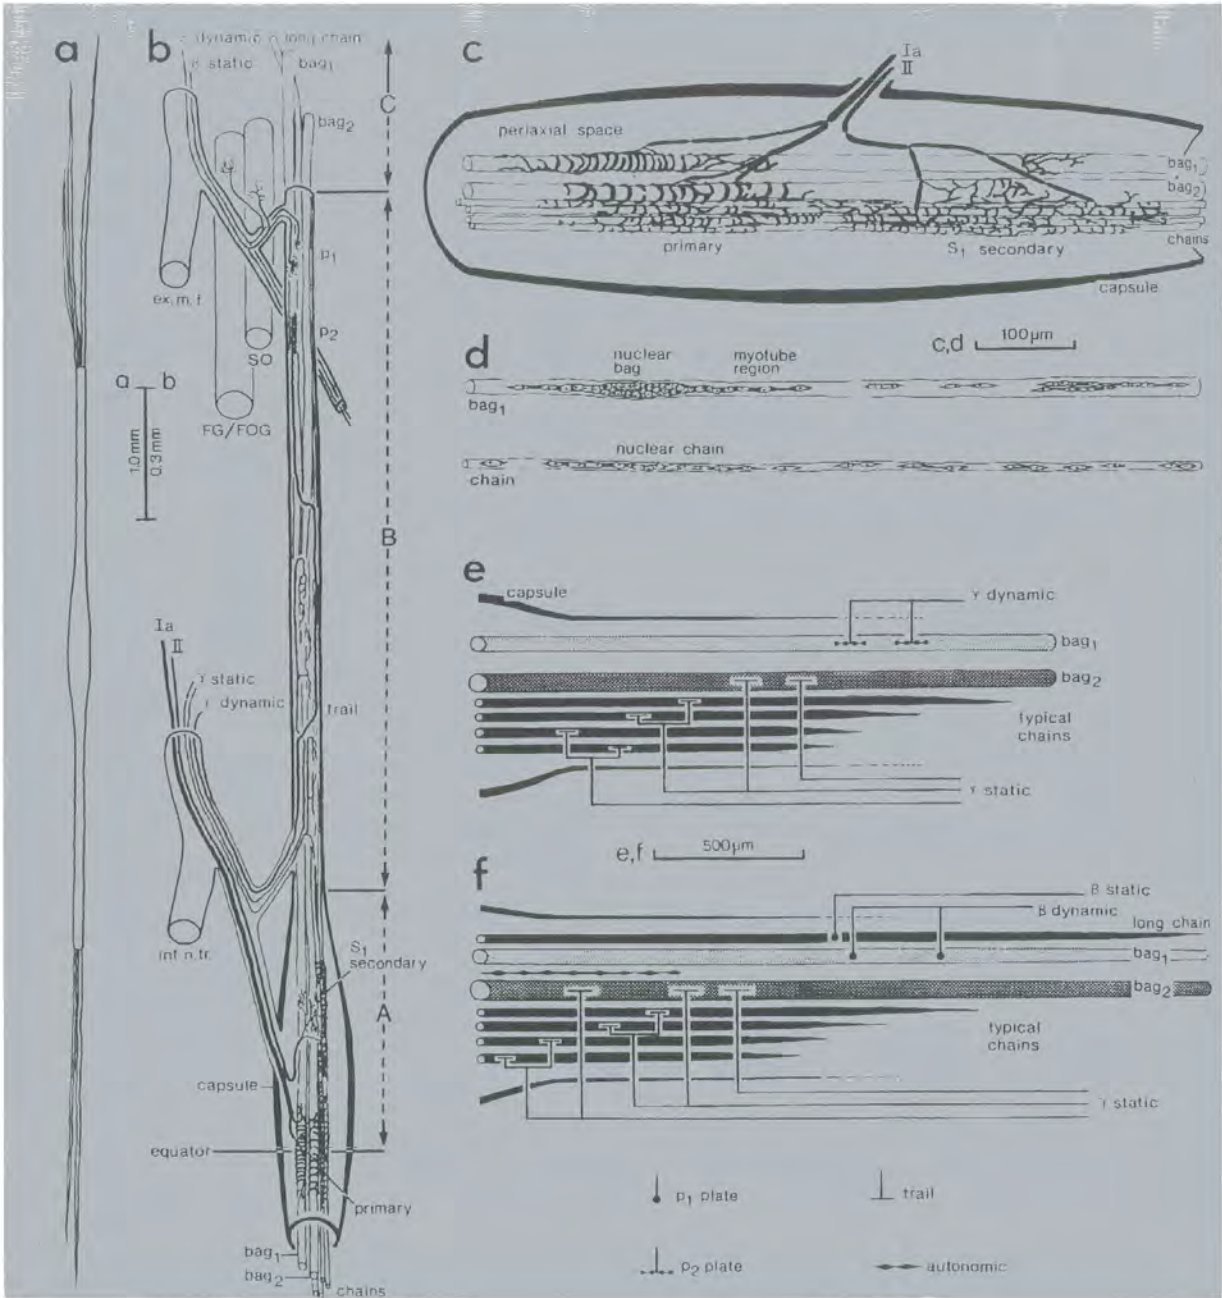 a
b
dynamic
long chain
β static
bag₁
bag₂
C
p₁
p₂
ex. m. f.
SO
FG/FOG
a b
1.0mm
0.3mm
B
Ia
II
γ static
γ dynamic
trail
inf n. tr.
S₁
secondary
A
capsule
equator
primary
bag₁
bag₂
chains
c
Ia
II
periaxial space
bag₁
bag₂
chains
primary
S₁ secondary
capsule
c,d 100µm
d
nuclear
bag
myotube
region
bag₁
nuclear chain
chain
e
capsule
γ dynamic
bag₁
bag₂
typical
chains
γ static
e,f 500µm
f
β static
β dynamic
long chain
bag₁
bag₂
typical
chains
γ static
p₁ plate
trail
p₂ plate
autonomic